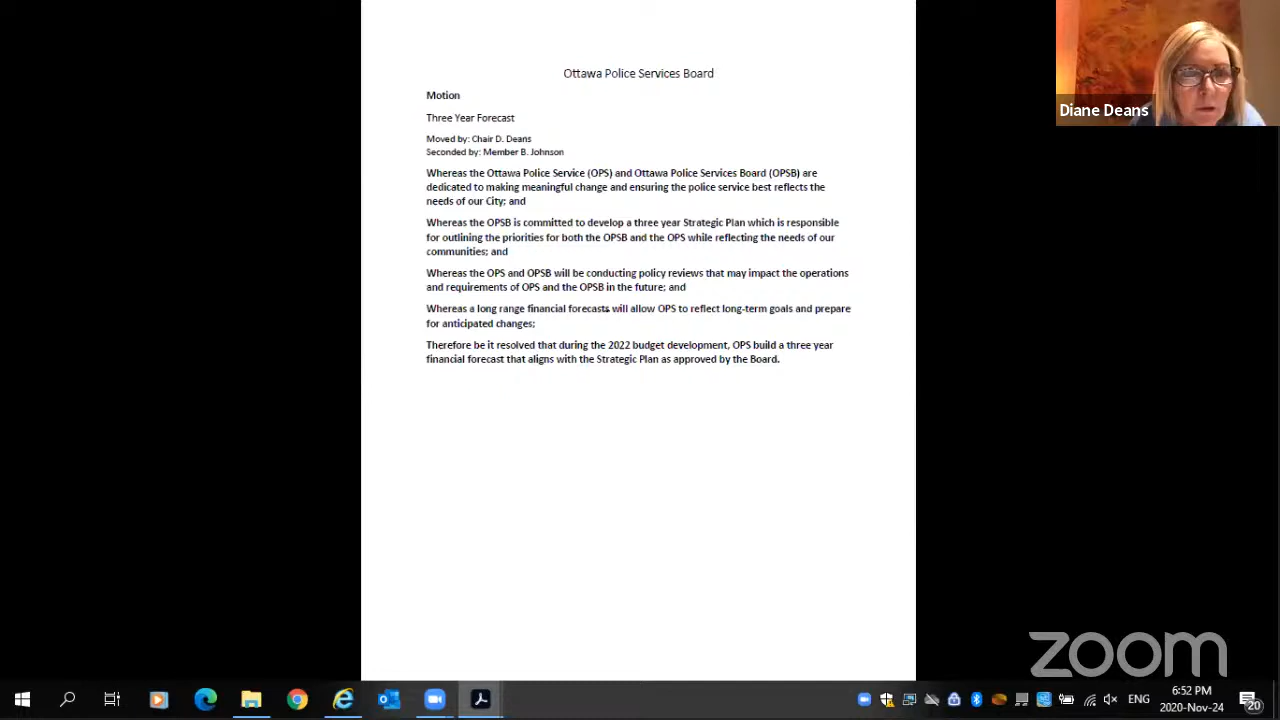 Ottawa Police Services Board
Motion
Three Year Forecast
Moved by: Chair D. Deans
Seconded by: Member B. Johnson
Whereas the Ottawa Police Service (OPS) and Ottawa Police Services Board (OPSB) are
dedicated to making meaningful change and ensuring the police service best reflects the
needs of our City; and
Whereas the OPSB is committed to develop a three year Strategic Plan which is responsible
for outlining the priorities for both the OPSB and the OPS while reflecting the needs of our
communities; and
Whereas the OPS and OPSB will be conducting policy reviews that may impact the operations
and requirements of OPS and the OPSB in the future; and
Whereas a long range financial forecasts will allow OPS to reflect long-term goals and prepare
for anticipated changes;
Therefore be it resolved that during the 2022 budget development, OPS build a three year
financial forecast that aligns with the Strategic Plan as approved by the Board.
Diane Deans
zoom
ENG
6:52 PM
2020-Nov-24
20